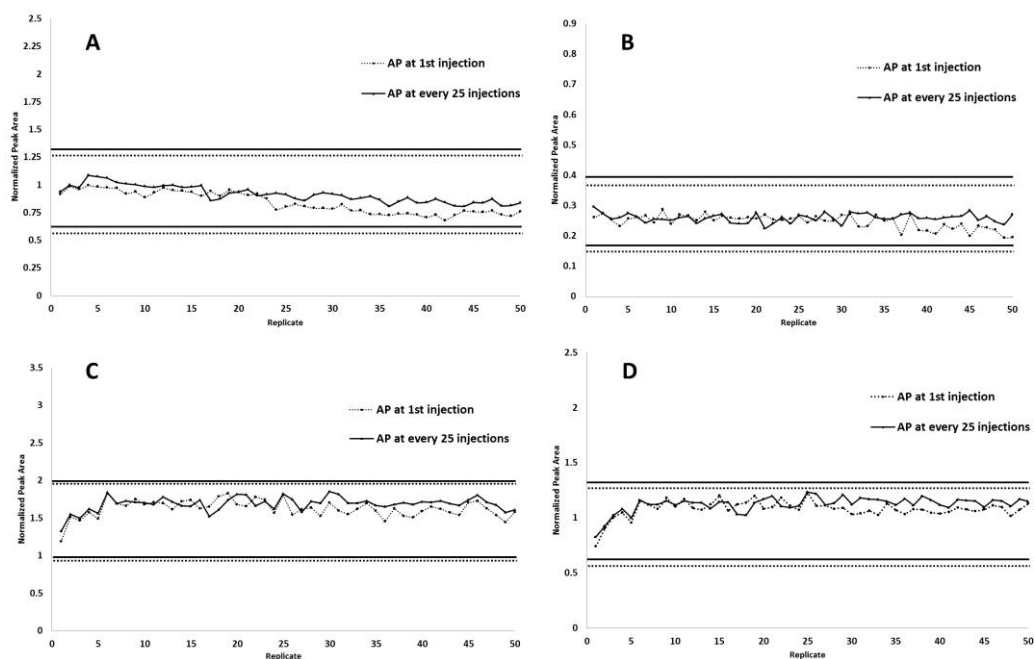 A
AP at 1st injection
AP at every 25 injections
Normalized Peak Area
2.5
2.25
2
1.75
1.5
1.25
1
0.75
0.5
0.25
0
0 5 10 15 20 25 30 35 40 45 50
Replicate
B
AP at 1st injection
AP at every 25 injections
Normalized Peak Area
0.9
0.8
0.7
0.6
0.5
0.4
0.3
0.2
0.1
0
0 5 10 15 20 25 30 35 40 45 50
Replicate
C
AP at 1st injection
AP at every 25 injections
Normalized Peak Area
3.5
3
2.5
2
1.5
1
0.5
0
0 5 10 15 20 25 30 35 40 45 50
Replicate
D
AP at 1st injection
AP at every 25 injections
Normalized Peak Area
2.5
2
1.5
1
0.5
0
0 5 10 15 20 25 30 35 40 45 50
Replicate